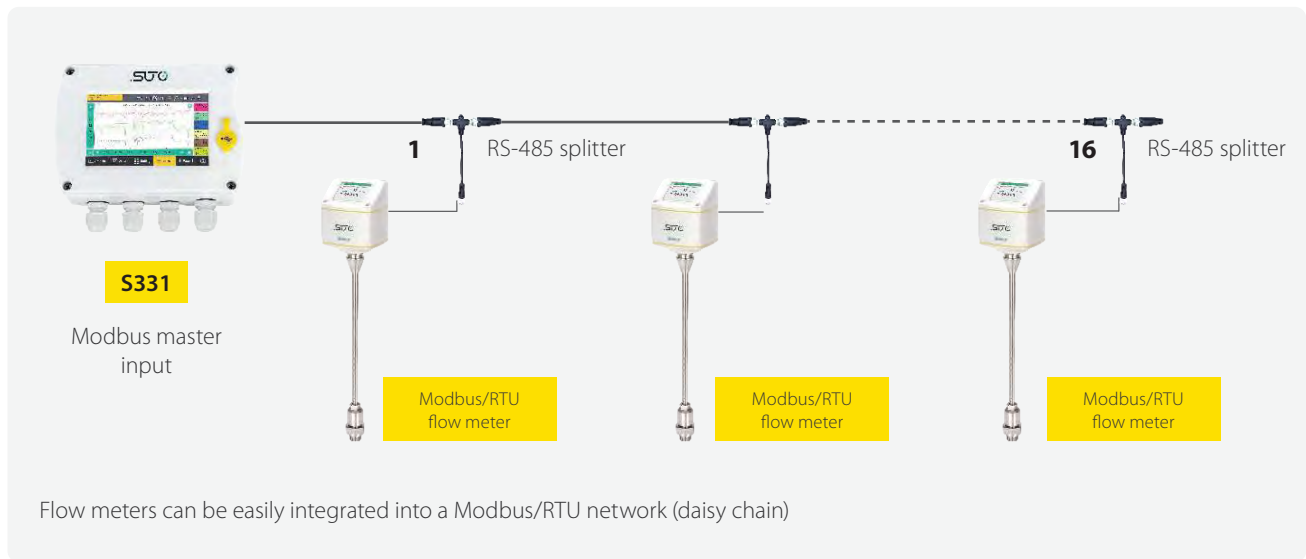 SUTO
1
RS-485 splitter
16
RS-485 splitter
SUTO
SUTO
SUTO
S331
Modbus master
input
Modbus/RTU
flow meter
Modbus/RTU
flow meter
Modbus/RTU
flow meter
Flow meters can be easily integrated into a Modbus/RTU network (daisy chain)